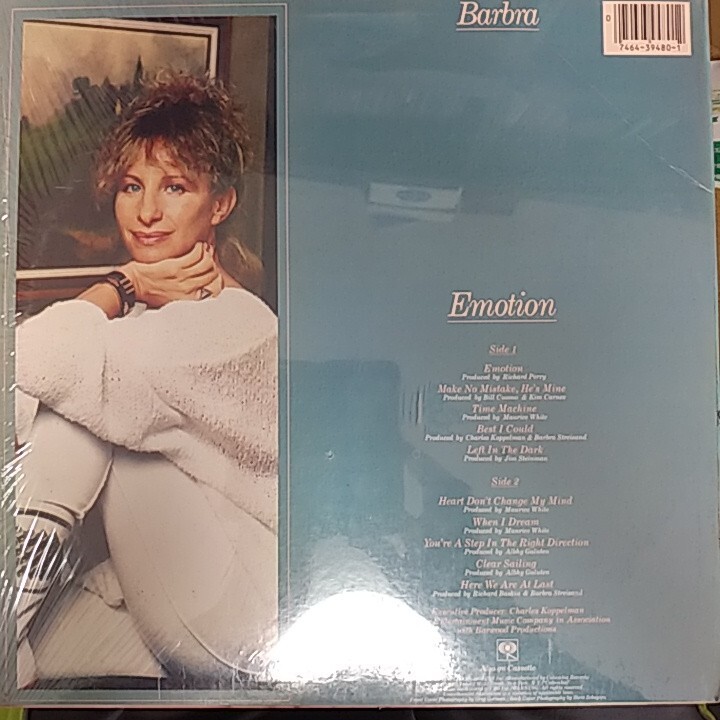 Barbra
0
7464-39480-1
Emotion
Side 1
Emotion
Produced by Richard Perry
Make No Mistake, He's Mine
Produced by Bill Cuomo & Kim Carnes
Time Machine
Produced by Maurice White
Best I Could
Produced by Charles Koppelman & Barbra Streisand
Left In The Dark
Produced by Jim Steinman
Side 2
Heart Don't Change My Mind
Produced by Maurice White
When I Dream
Produced by Maurice White
You're A Step In The Right Direction
Produced by Albhy Galuten
Clear Sailing
Produced by Albhy Galuten
Here We Are At Last
Produced by Richard Baskin & Barbra Streisand
Executive Producer: Charles Koppelman
Entertainment Music Company in Association
with Barwood Productions
Also on Cassette